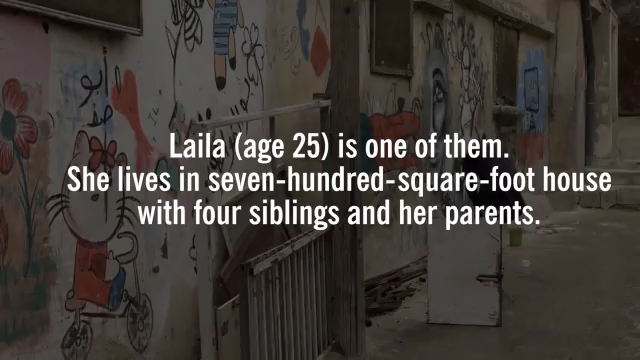 Laila (age 25) is one of them.
She lives in seven-hundred-square-foot house
with four siblings and her parents.
أبو